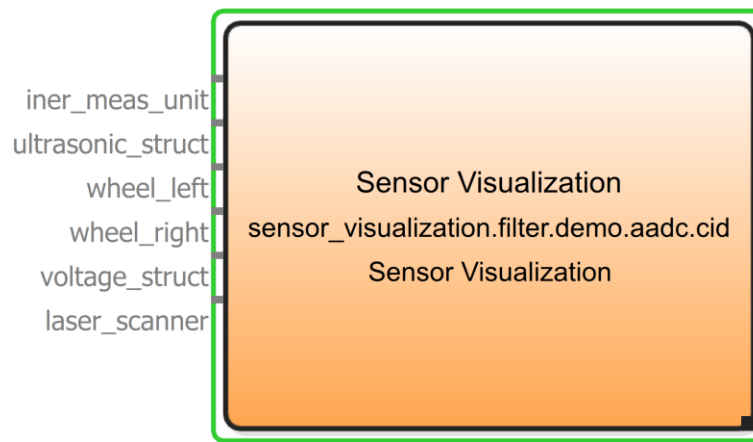 iner_meas_unit
ultrasonic_struct
wheel_left
wheel_right
voltage_struct
laser_scanner
Sensor Visualization
sensor_visualization.filter.demo.aadc.cid
Sensor Visualization